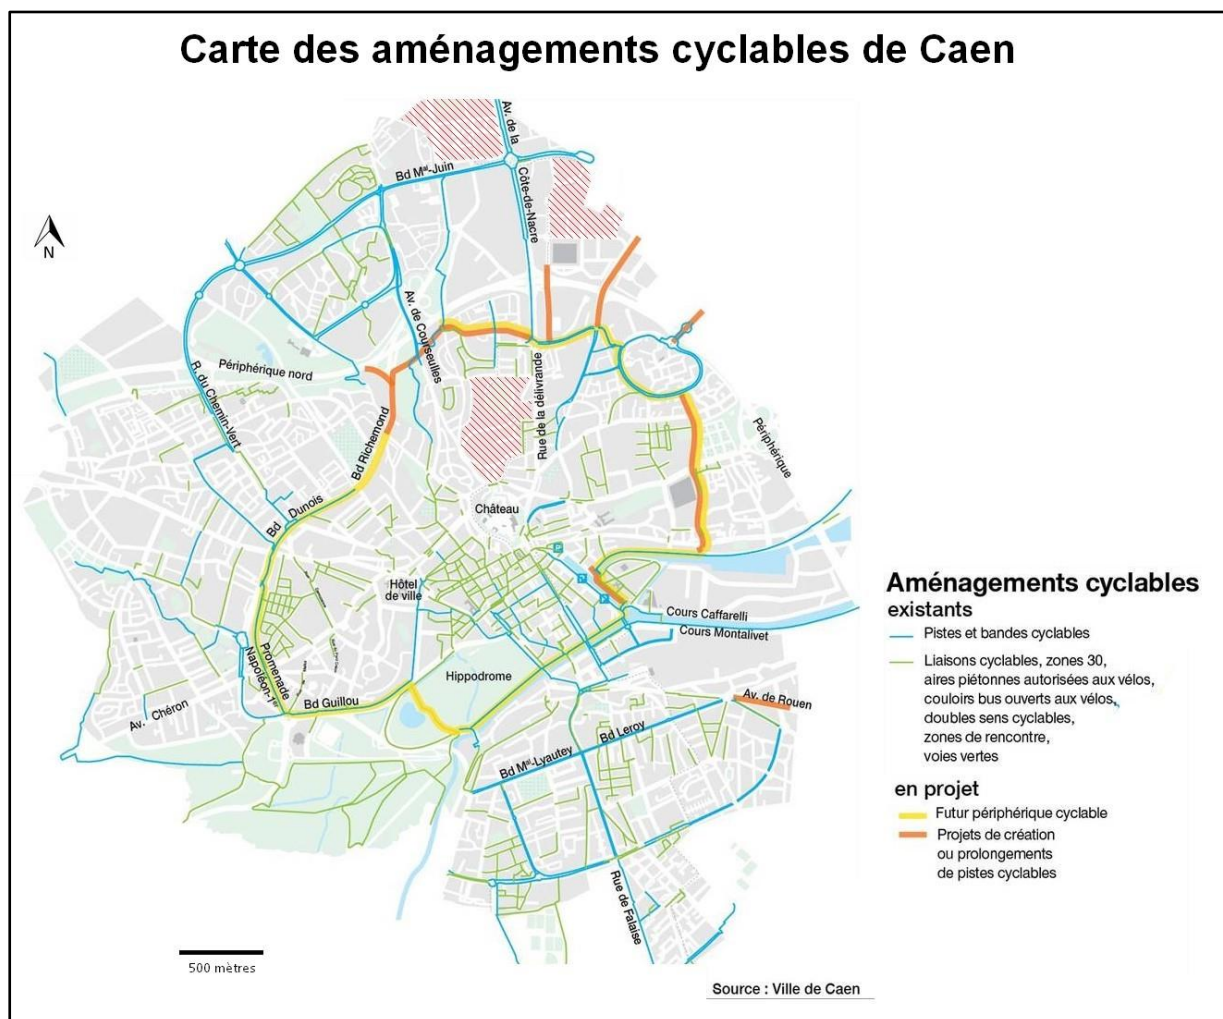 Carte des aménagements cyclables de Caen
Av. de la
Côte-de-Nacre
Bd Mal-Juin
N
Av. de Courseulles
Périphérique nord
R. du Chemin-Vert
Rue de la délivrande
Bd Richemond
Périphérique
Bd Dunois
Château
Hôtel
de ville
Cours Caffarelli
Cours Montalivet
Promenade
Napoléon-1er
Hippodrome
Bd Guillou
Av. Chéron
Av. de Rouen
Bd Leroy
Bd Mal-Lyautey
Rue de Falaise
P
P
P
Aménagements cyclables
existants
Pistes et bandes cyclables
Liaisons cyclables, zones 30,
aires piétonnes autorisées aux vélos,
couloirs bus ouverts aux vélos,
doubles sens cyclables,
zones de rencontre,
voies vertes
en projet
Futur périphérique cyclable
Projets de création
ou prolongements
de pistes cyclables
500 mètres
Source : Ville de Caen